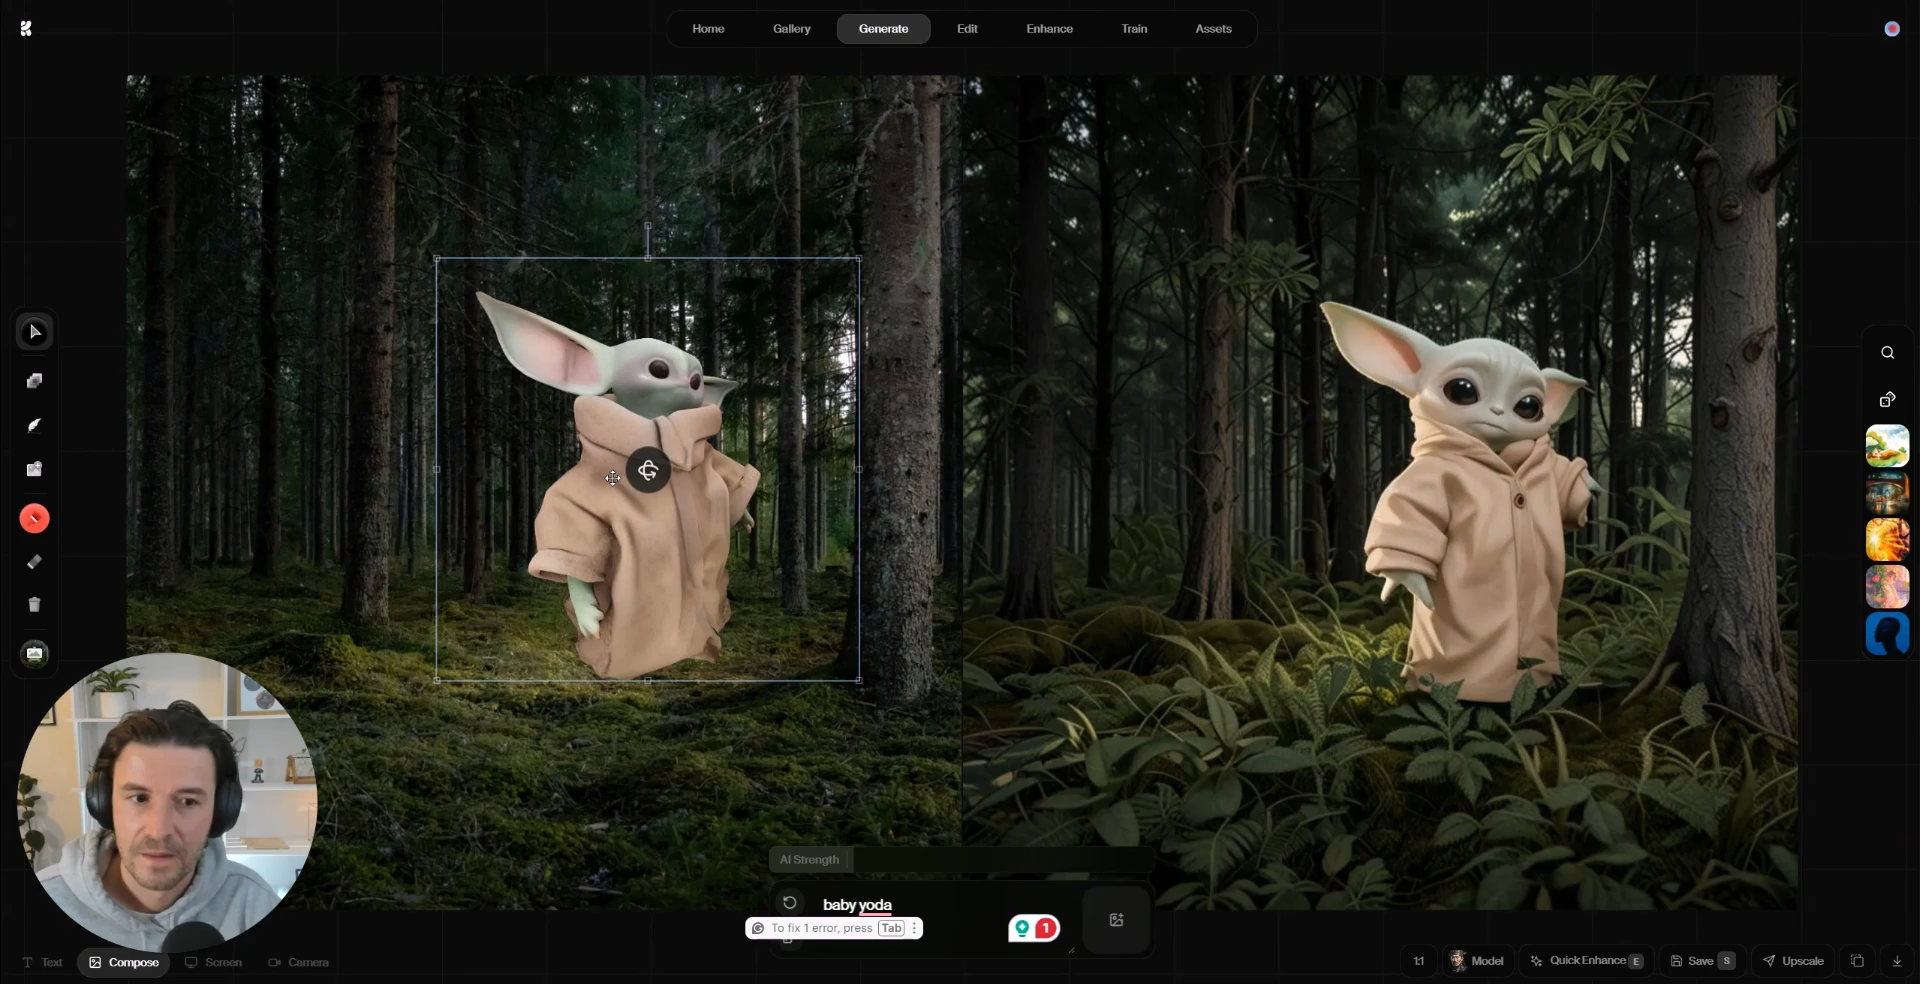 Home Gallery Generate Edit Enhance Train Assets
AI Strength
baby yoda
To fix 1 error, press Tab
1
Text Compose Screen Camera
1:1 Model Quick Enhance E Save S Upscale